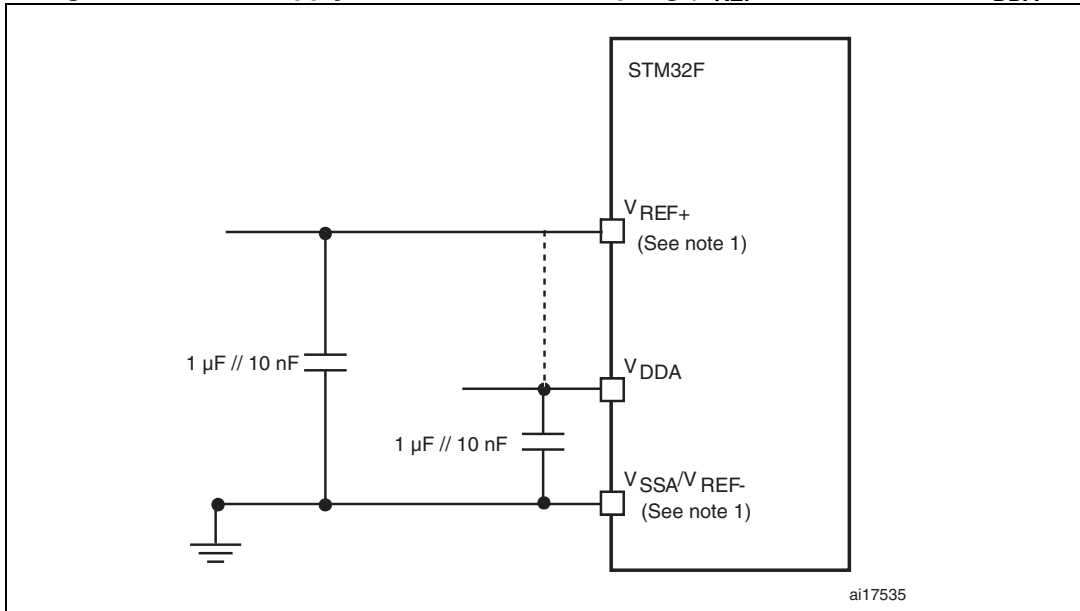 STM32F
VREF+
(See note 1)
1 µF // 10 nF
VDDA
1 µF // 10 nF
VSSA/VREF-
(See note 1)
ai17535